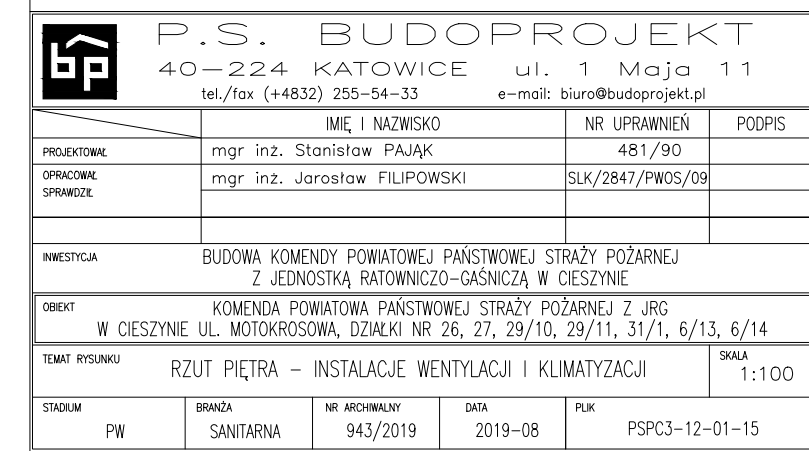 bp
P.S. BUDOPROJEKT
40-224 KATOWICE ul. 1 Maja 11
tel./fax (+4832) 255-54-33 e-mail: biuro@budoprojekt.pl
IMIĘ I NAZWISKO NR UPRAWNIEŃ PODPIS
PROJEKTOWAŁ mgr inż. Stanisław PAJĄK 481/90
OPRACOWAŁ mgr inż. Jarosław FILIPOWSKI SLK/2847/PWOS/09
SPRAWDZIŁ
INWESTYCJA BUDOWA KOMENDY POWIATOWEJ PAŃSTWOWEJ STRAŻY POŻARNEJ
Z JEDNOSTKĄ RATOWNICZO-GAŚNICZĄ W CIESZYNIE
OBIEKT KOMENDA POWIATOWA PAŃSTWOWEJ STRAŻY POŻARNEJ Z JRG
W CIESZYNIE UL. MOTOKROSOWA, DZIAŁKI NR 26, 27, 29/10, 29/11, 31/1, 6/13, 6/14
TEMAT RYSUNKU RZUT PIĘTRA - INSTALACJE WENTYLACJI I KLIMATYZACJI SKALA
1:100
STADIUM BRANŻA NR ARCHIWALNY DATA PLIK
PW SANITARNA 943/2019 2019-08 PSPC3-12-01-15